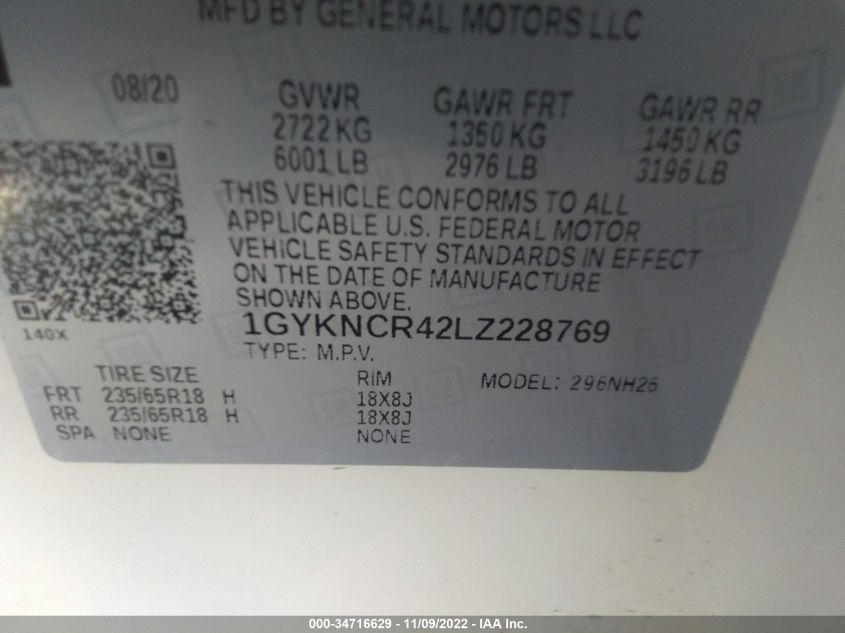 MFD BY GENERAL MOTORS LLC
08/20 GVWR GAWR FRT GAWR RR
2722 KG 1350 KG 1450 KG
6001 LB 2976 LB 3196 LB
THIS VEHICLE CONFORMS TO ALL
APPLICABLE U.S. FEDERAL MOTOR
VEHICLE SAFETY STANDARDS IN EFFECT
ON THE DATE OF MANUFACTURE
SHOWN ABOVE.
140X 1GYKNCR42LZ228769
TYPE: M.P.V.
TIRE SIZE RIM MODEL: 296NH26
FRT 235/65R18 H 18X8J
RR 235/65R18 H 18X8J
SPA NONE NONE
000-34716629 - 11/09/2022 - IAA Inc.